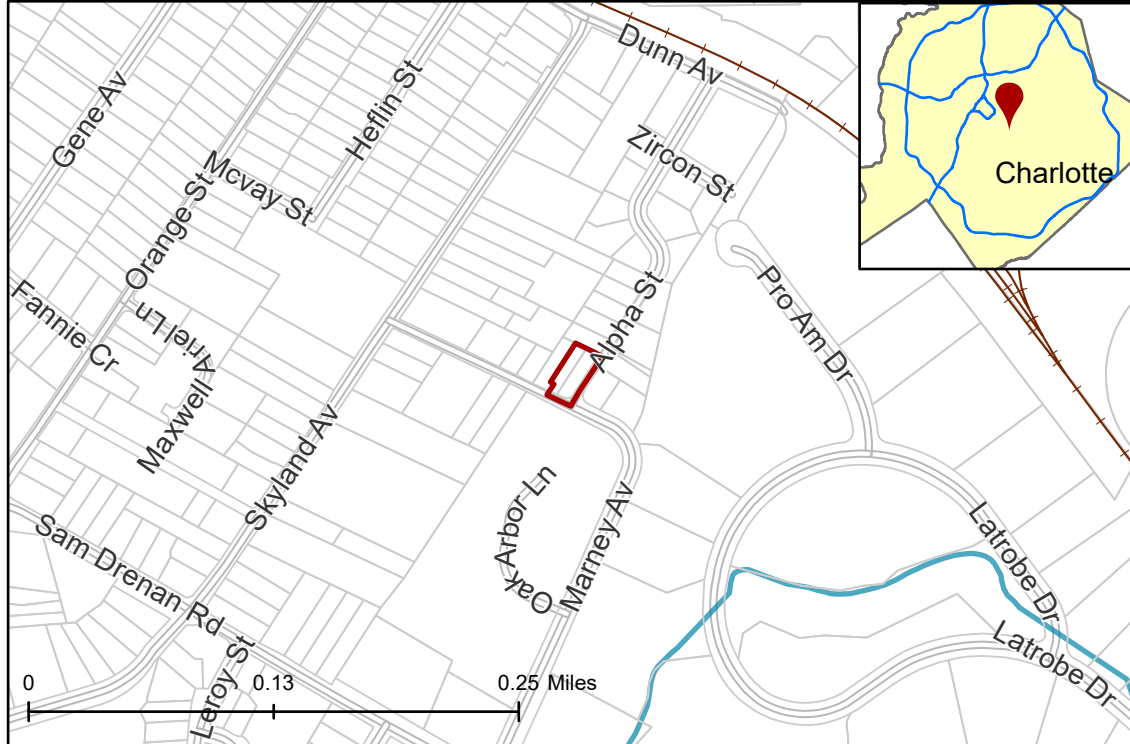 Dunn Av
Gene Av
Heflin St
Zircon St
Mcvay St
Charlotte
Orange St
Alpha St
Pro Am Dr
Fannie Cr
Ariel Ln
Maxwell
Skyland Av
Oak Arbor Ln
Marney Av
Latrobe Dr
Sam Drenan Rd
Latrobe Dr
Leroy St
0 0.13 0.25 Miles